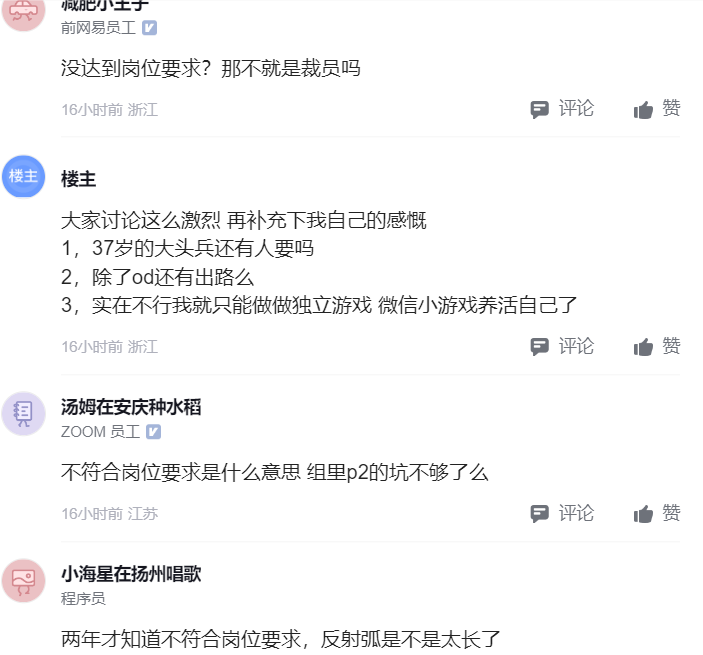 减肥小王子
前网易员工
没达到岗位要求？那不就是裁员吗
16小时前 浙江
评论
赞
楼主
楼主
大家讨论这么激烈 再补充下我自己的感慨
1，37岁的大头兵还有人要吗
2，除了od还有出路么
3，实在不行我就只能做做独立游戏 微信小游戏养活自己了
16小时前 浙江
评论
赞
汤姆在安庆种水稻
ZOOM 员工
不符合岗位要求是什么意思 组里p2的坑不够了么
16小时前 江苏
评论
赞
小海星在扬州唱歌
程序员
两年才知道不符合岗位要求，反射弧是不是太长了